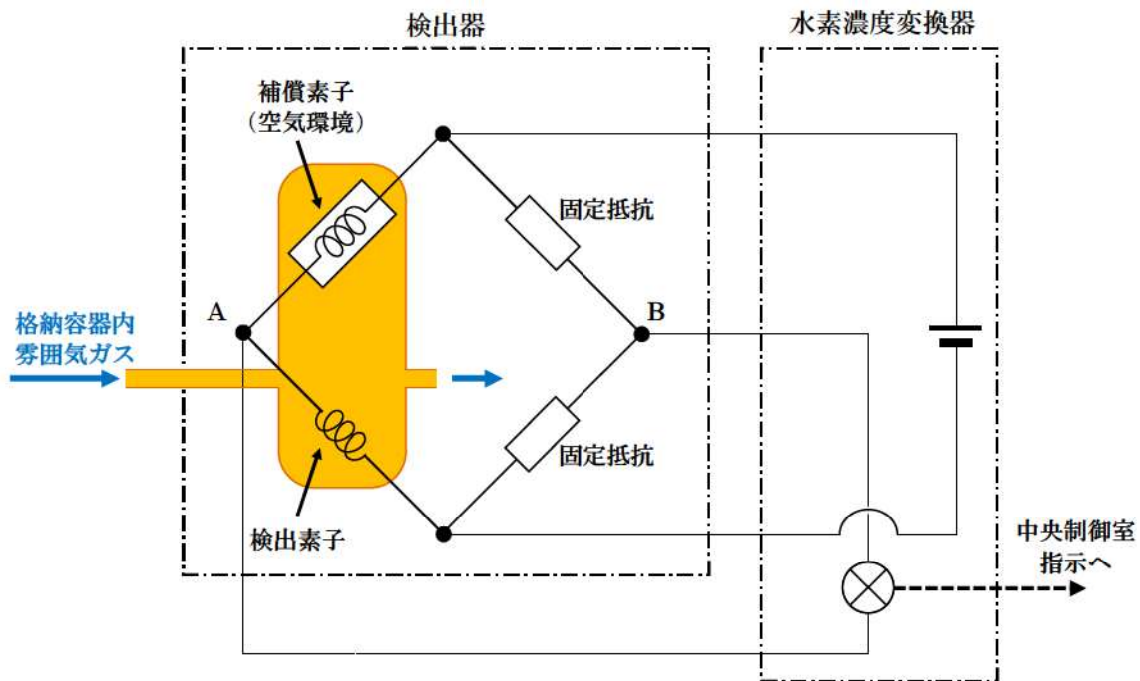 検出器
水素濃度変換器
補償素子
（空気環境）
固定抵抗
A
B
格納容器内
雰囲気ガス
固定抵抗
検出素子
中央制御室
指示へ